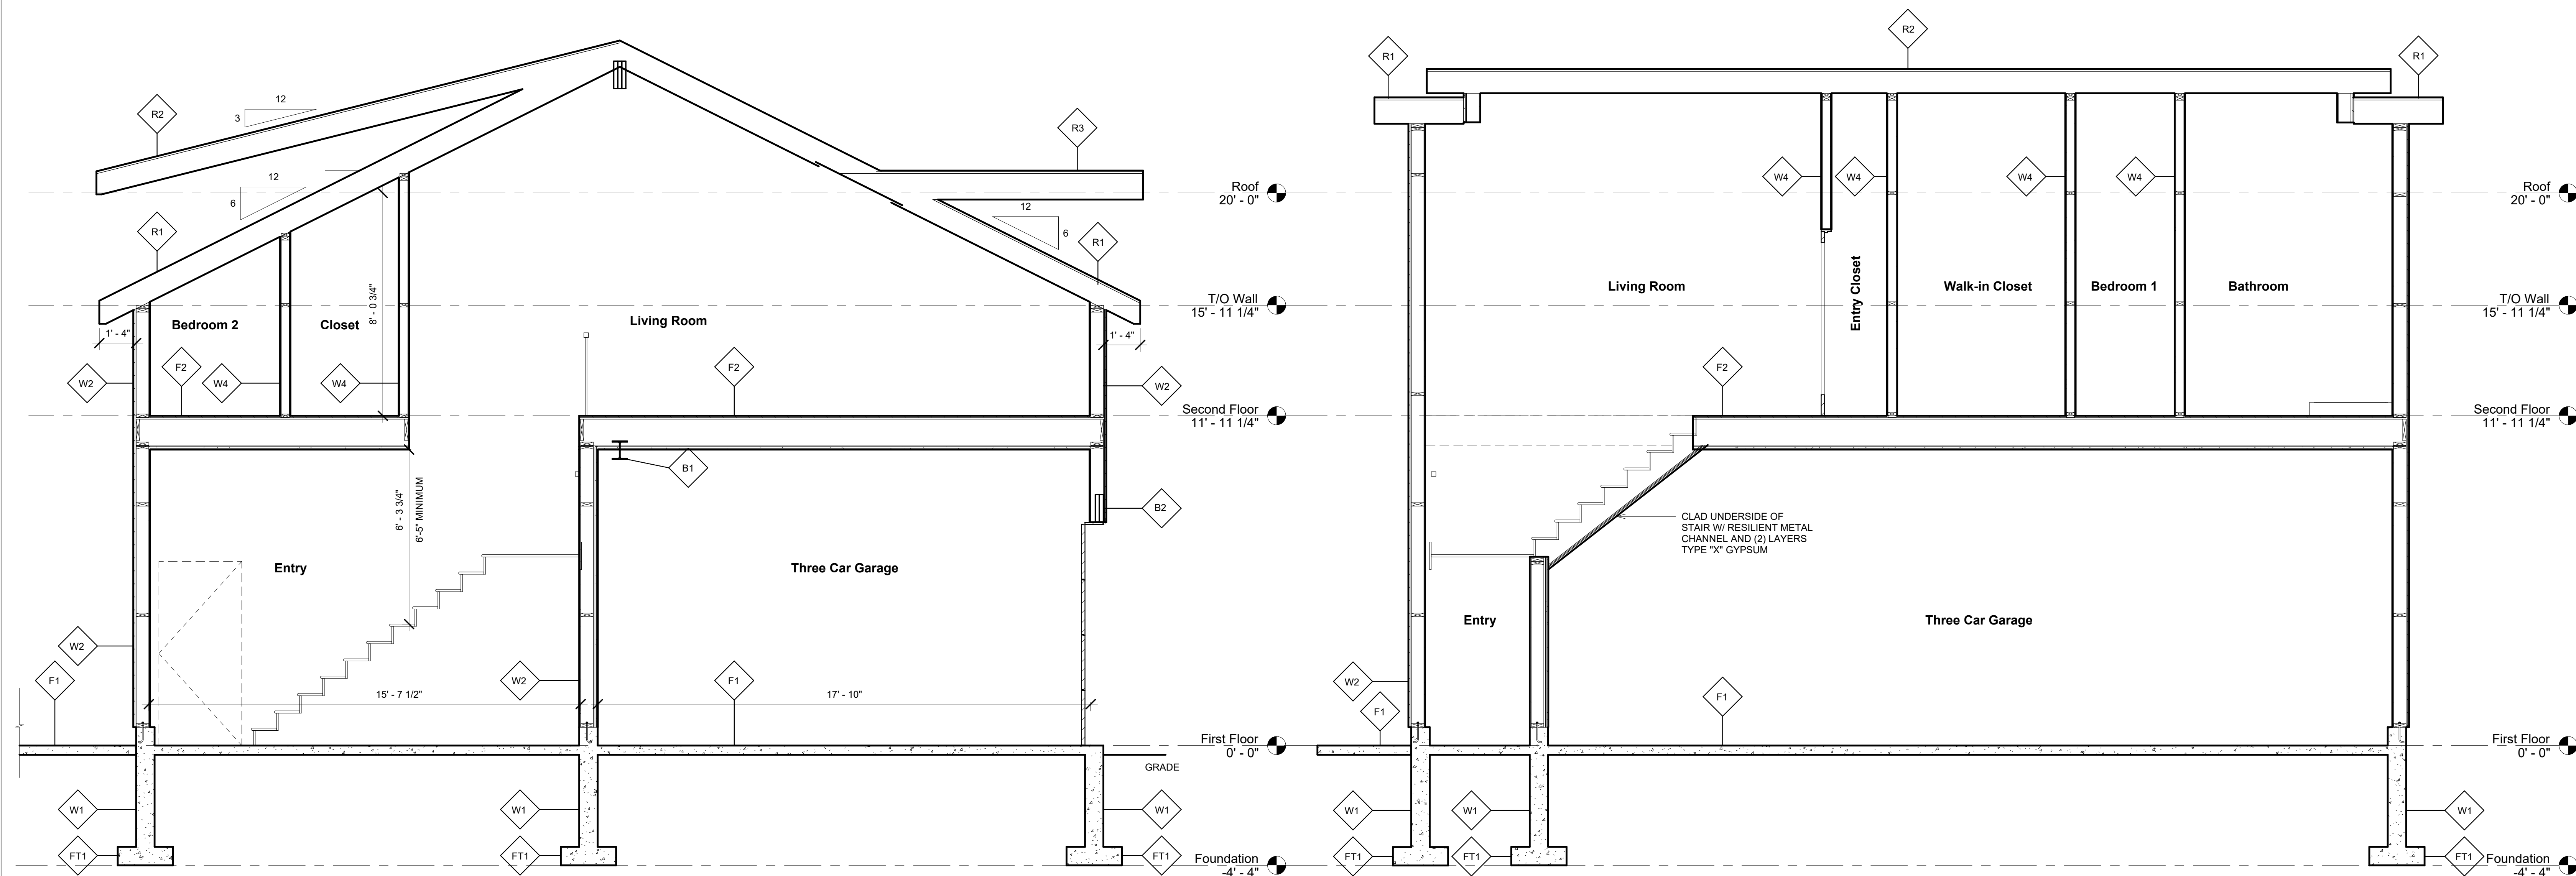 R2
12
3
R3
12
6
R1
12
6
R1
Roof
20' - 0"
T/O Wall
15' - 11 1/4"
Bedroom 2
Closet
8' - 0 3/4"
Living Room
1' - 4"
1' - 4"
W2
F2
W4
W4
F2
W2
Second Floor
11' - 11 1/4"
B1
6' - 3 3/4"
6'-5" MINIMUM
B2
Entry
Three Car Garage
W2
F1
W2
F1
15' - 7 1/2"
17' - 10"
First Floor
0' - 0"
GRADE
W1
W1
W1
FT1
FT1
FT1
Foundation
-4' - 4"
R1
R2
R1
W4
W4
W4
W4
Roof
20' - 0"
Living Room
Entry Closet
Walk-in Closet
Bedroom 1
Bathroom
T/O Wall
15' - 11 1/4"
F2
Second Floor
11' - 11 1/4"
CLAD UNDERSIDE OF
STAIR W/ RESILIENT METAL
CHANNEL AND (2) LAYERS
TYPE "X" GYPSUM
Entry
Three Car Garage
W2
F1
F1
First Floor
0' - 0"
W1
W1
W1
FT1
FT1
FT1
Foundation
-4' - 4"